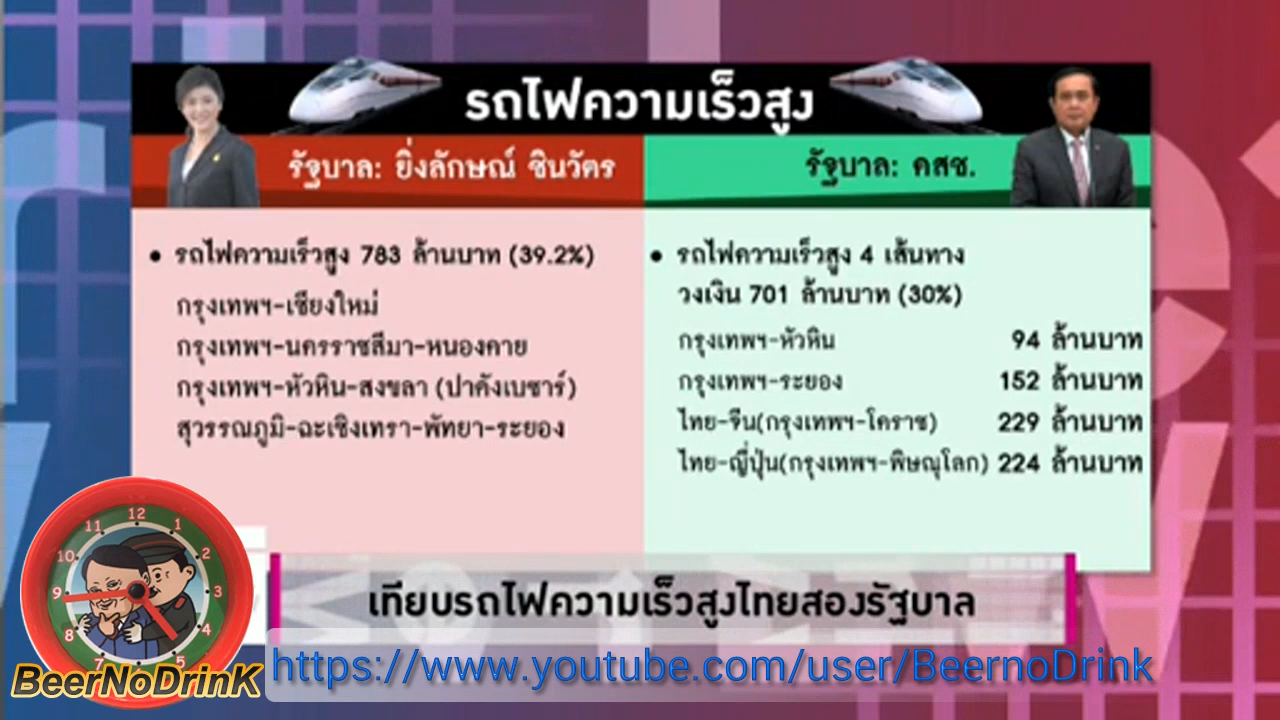 รถไฟความเร็วสูง
รัฐบาล: ยิ่งลักษณ์ ชินวัตร
รัฐบาล: คสช.
• รถไฟความเร็วสูง 783 ล้านบาท (39.2%)
กรุงเทพฯ-เชียงใหม่
กรุงเทพฯ-นครราชสีมา-หนองคาย
กรุงเทพฯ-หัวหิน-สงขลา (ปาดังเบซาร์)
สุวรรณภูมิ-ฉะเชิงเทรา-พัทยา-ระยอง
• รถไฟความเร็วสูง 4 เส้นทาง
วงเงิน 701 ล้านบาท (30%)
กรุงเทพฯ-หัวหิน 94 ล้านบาท
กรุงเทพฯ-ระยอง 152 ล้านบาท
ไทย-จีน(กรุงเทพฯ-โคราช) 229 ล้านบาท
ไทย-ญี่ปุ่น(กรุงเทพฯ-พิษณุโลก) 224 ล้านบาท
เทียบรถไฟความเร็วสูงไทยสองรัฐบาล
12
11 1
10 2
9 3
8 4
7 5
BeerNoDrinK
https://www.youtube.com/user/BeernoDrink